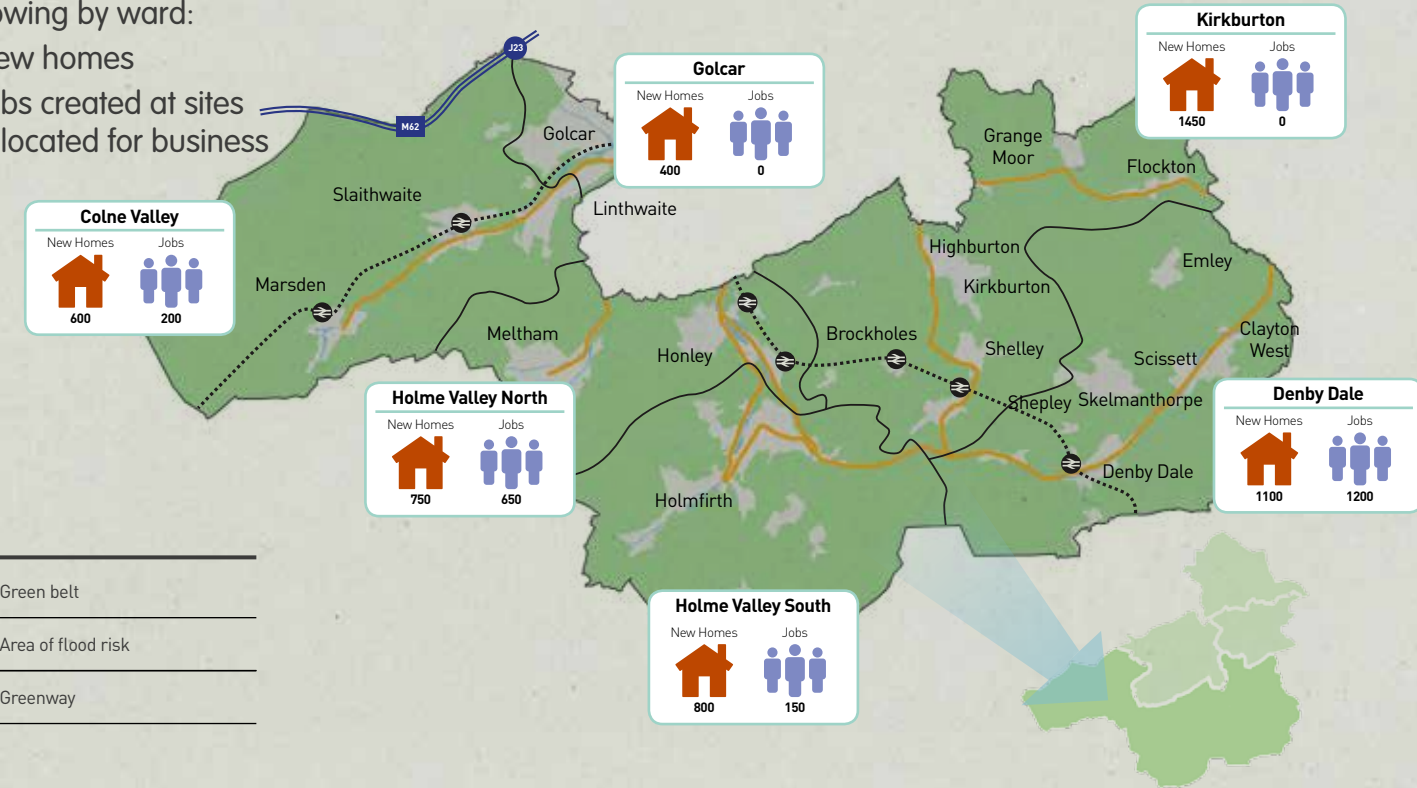 owing by ward:
ew homes
bs created at sites
located for business
J23
M62
Kirkburton
New Homes Jobs
1450 0
Golcar
New Homes Jobs
400 0
Colne Valley
New Homes Jobs
600 200
Holme Valley North
New Homes Jobs
750 650
Denby Dale
New Homes Jobs
1100 1200
Holme Valley South
New Homes Jobs
800 150
Golcar
Slaithwaite
Linthwaite
Marsden
Meltham
Honley
Brockholes
Holmfirth
Grange
Moor
Flockton
Highburton
Kirkburton
Emley
Shelley
Clayton
West
Scissett
Shepley
Skelmanthorpe
Denby Dale
Green belt
Area of flood risk
Greenway